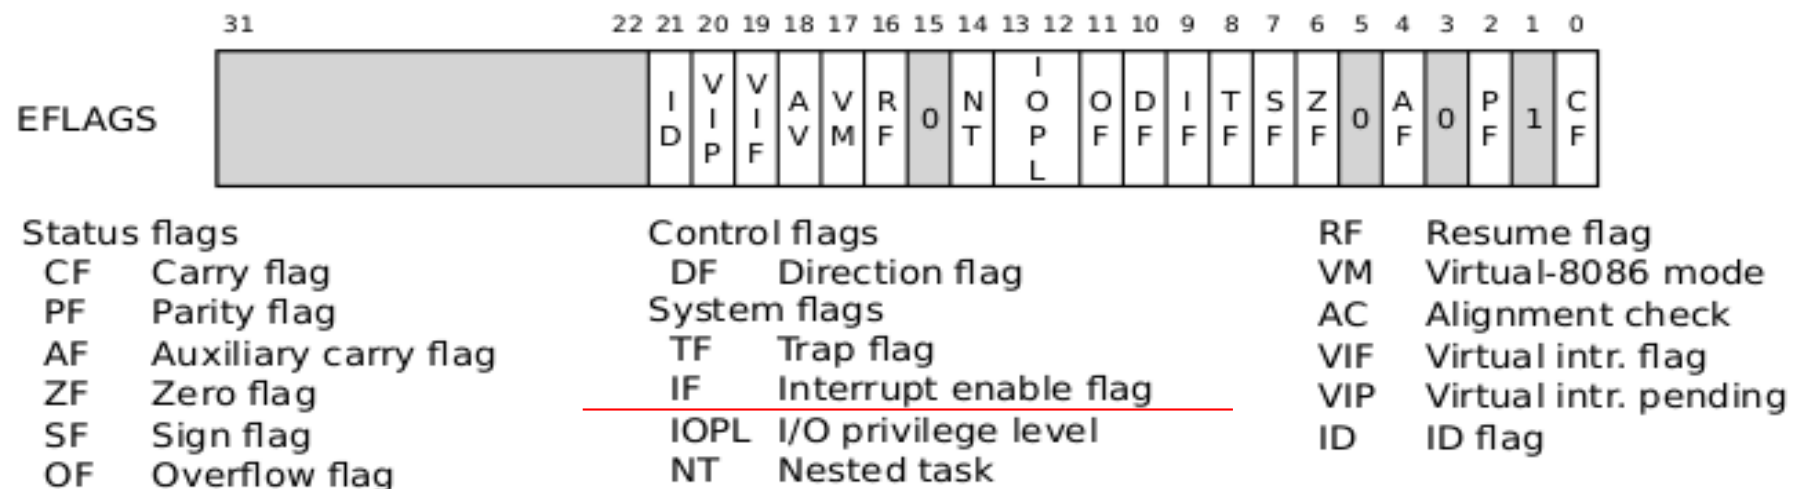 31 22 21 20 19 18 17 16 15 14 13 12 11 10 9 8 7 6 5 4 3 2 1 0
EFLAGS ID VIP VIF AV VM RF 0 NT IOPL OF DF IF TF SF ZF 0 AF 0 PF 1 CF
Status flags
CF Carry flag
PF Parity flag
AF Auxiliary carry flag
ZF Zero flag
SF Sign flag
OF Overflow flag
Control flags
DF Direction flag
System flags
TF Trap flag
IF Interrupt enable flag
IOPL I/O privilege level
NT Nested task
RF Resume flag
VM Virtual-8086 mode
AC Alignment check
VIF Virtual intr. flag
VIP Virtual intr. pending
ID ID flag